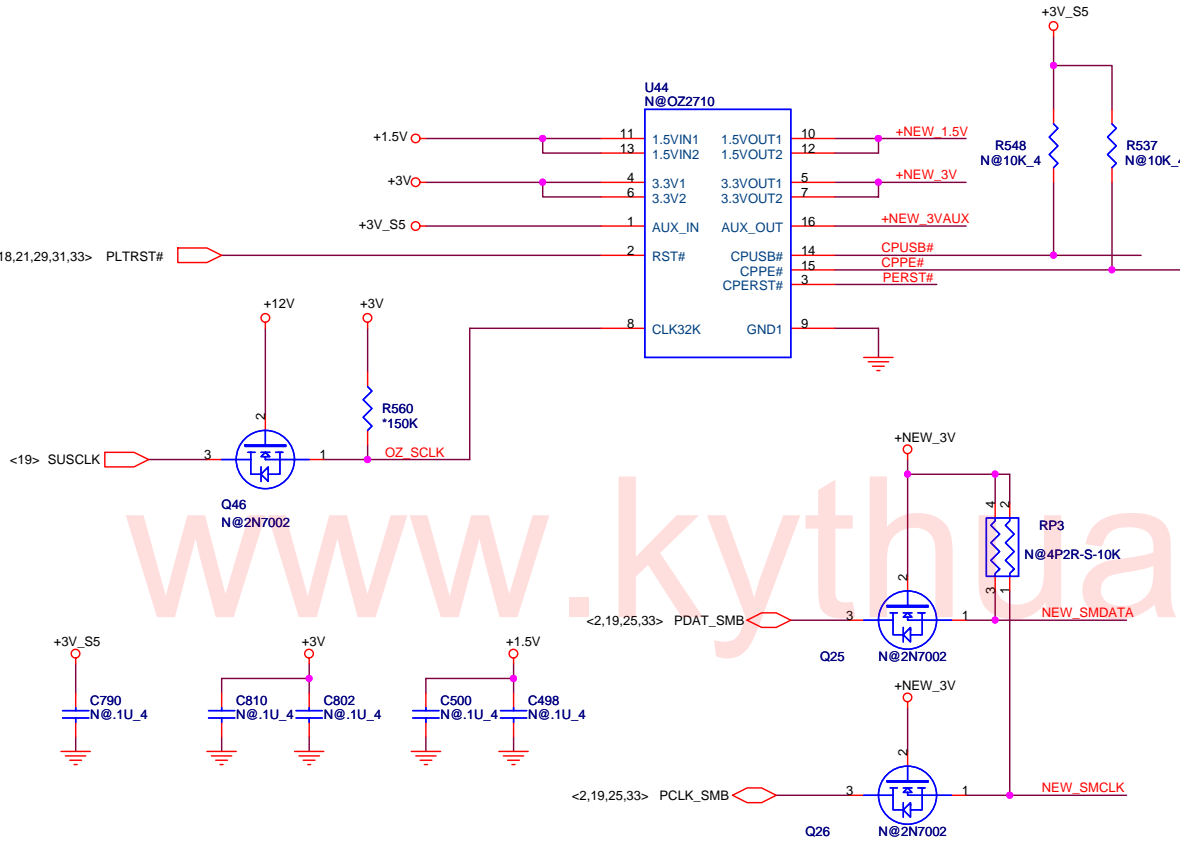 +3V_S5
U44
N@OZ2710
+1.5V
11 1.5VIN1 1.5VOUT1 10 +NEW_1.5V
13 1.5VIN2 1.5VOUT2 12
R548
N@10K_4
R537
N@10K_4
+3V
4 3.3V1 3.3VOUT1 5 +NEW_3V
6 3.3V2 3.3VOUT2 7
+3V_S5
1 AUX_IN AUX_OUT 16 +NEW_3VAUX
18,21,29,31,33> PLTRST# 2 RST# CPUSB# 14 CPUSB#
CPPE# 15 CPPE#
CPERST# 3 PERST#
+12V
+3V
8 CLK32K GND1 9
R560
*150K
2
<19> SUSCLK 3 1 OZ_SCLK
Q46
N@2N7002
+NEW_3V
4 2
RP3
N@4P2R-S-10K
www.kythua
2
3 1
<2,19,25,33> PDAT_SMB 3 1 NEW_SMDATA
Q25 N@2N7002
+3V_S5
+3V
+1.5V
C790
N@.1U_4
C810
N@.1U_4
C802
N@.1U_4
C500
N@.1U_4
C498
N@.1U_4
+NEW_3V
2
<2,19,25,33> PCLK_SMB 3 1 NEW_SMCLK
Q26 N@2N7002